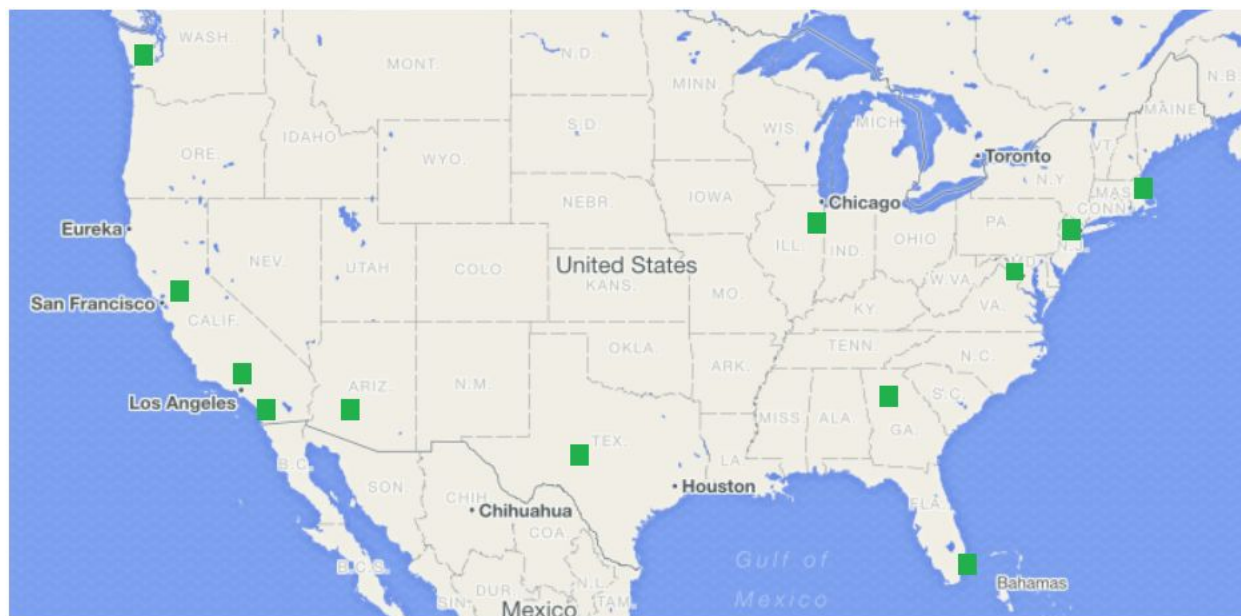 WASH.
MONT.
N.D.
MINN.
N.B.
MAINE
ORE.
IDAHO
S.D.
WIS.
MICH
Toronto
VT.
WYO.
N.Y.
MAS
CONN.
Eureka
NEBR.
IOWA
Chicago
PA.
N.J.
NEV.
UTAH
COLO.
United States
KANS.
ILL.
IND.
OHIO
MD.
W.VA
VA.
San Francisco
CALIF.
MO.
KY.
OKLA.
TENN.
N.C.
ARK.
ARIZ.
N.M.
Los Angeles
S.C.
MISS
ALA.
GA.
TEX.
B.C.
LA.
SON.
Houston
CHIH.
Chihuahua
COA.
FLA.
B.C.S.
Gulf of
Mexico
Bahamas
DUR.
N.L.
SIN.
Mexico
TAM.